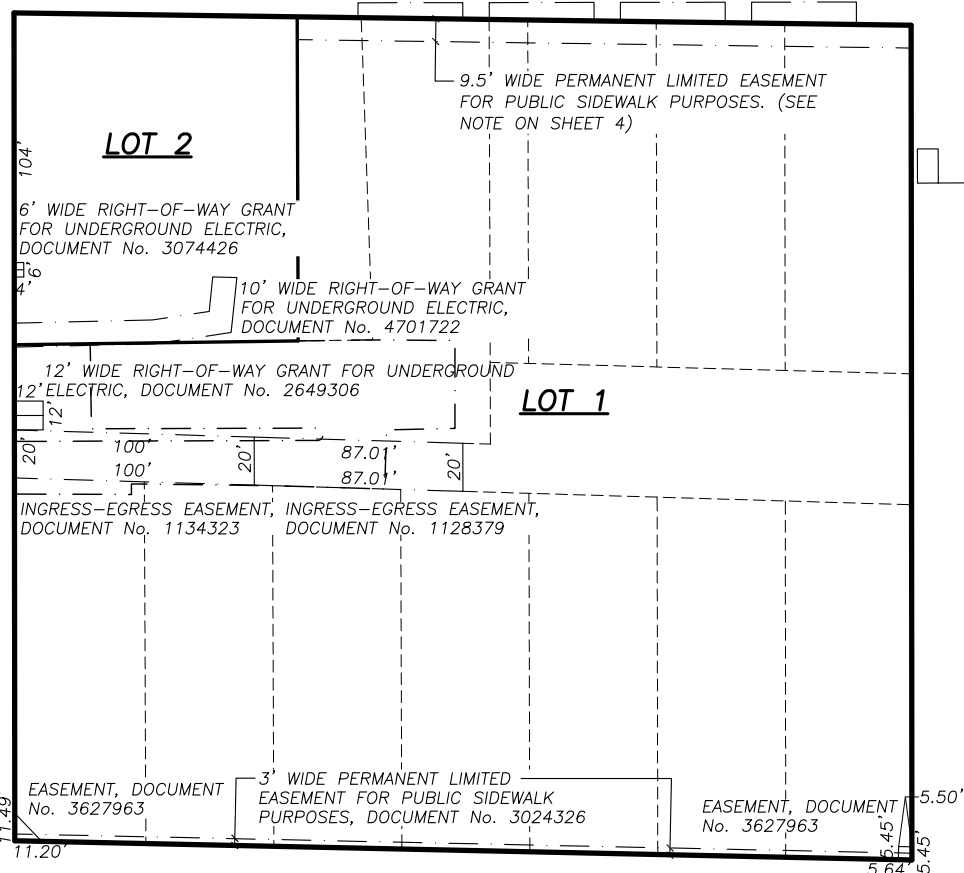 9.5' WIDE PERMANENT LIMITED EASEMENT
FOR PUBLIC SIDEWALK PURPOSES. (SEE
NOTE ON SHEET 4)
LOT 2
104'
6' WIDE RIGHT-OF-WAY GRANT
FOR UNDERGROUND ELECTRIC,
DOCUMENT No. 3074426
6'
4'
10' WIDE RIGHT-OF-WAY GRANT
FOR UNDERGROUND ELECTRIC,
DOCUMENT No. 4701722
12' WIDE RIGHT-OF-WAY GRANT FOR UNDERGROUND
ELECTRIC, DOCUMENT No. 2649306
12'
12'
LOT 1
20'
100'
100'
20'
87.01'
87.01'
20'
INGRESS-EGRESS EASEMENT,
DOCUMENT No. 1134323
INGRESS-EGRESS EASEMENT,
DOCUMENT No. 1128379
EASEMENT, DOCUMENT
No. 3627963
3' WIDE PERMANENT LIMITED
EASEMENT FOR PUBLIC SIDEWALK
PURPOSES, DOCUMENT No. 3024326
EASEMENT, DOCUMENT
No. 3627963
11.49'
11.20'
5.50'
5.45'
5.45'
5.64'